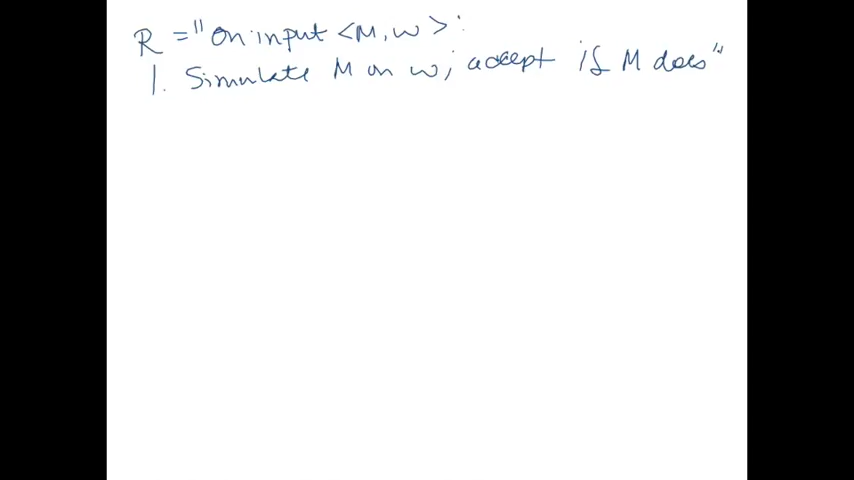 R = "On input <M, w>:
1. Simulate M on w; accept if M does"